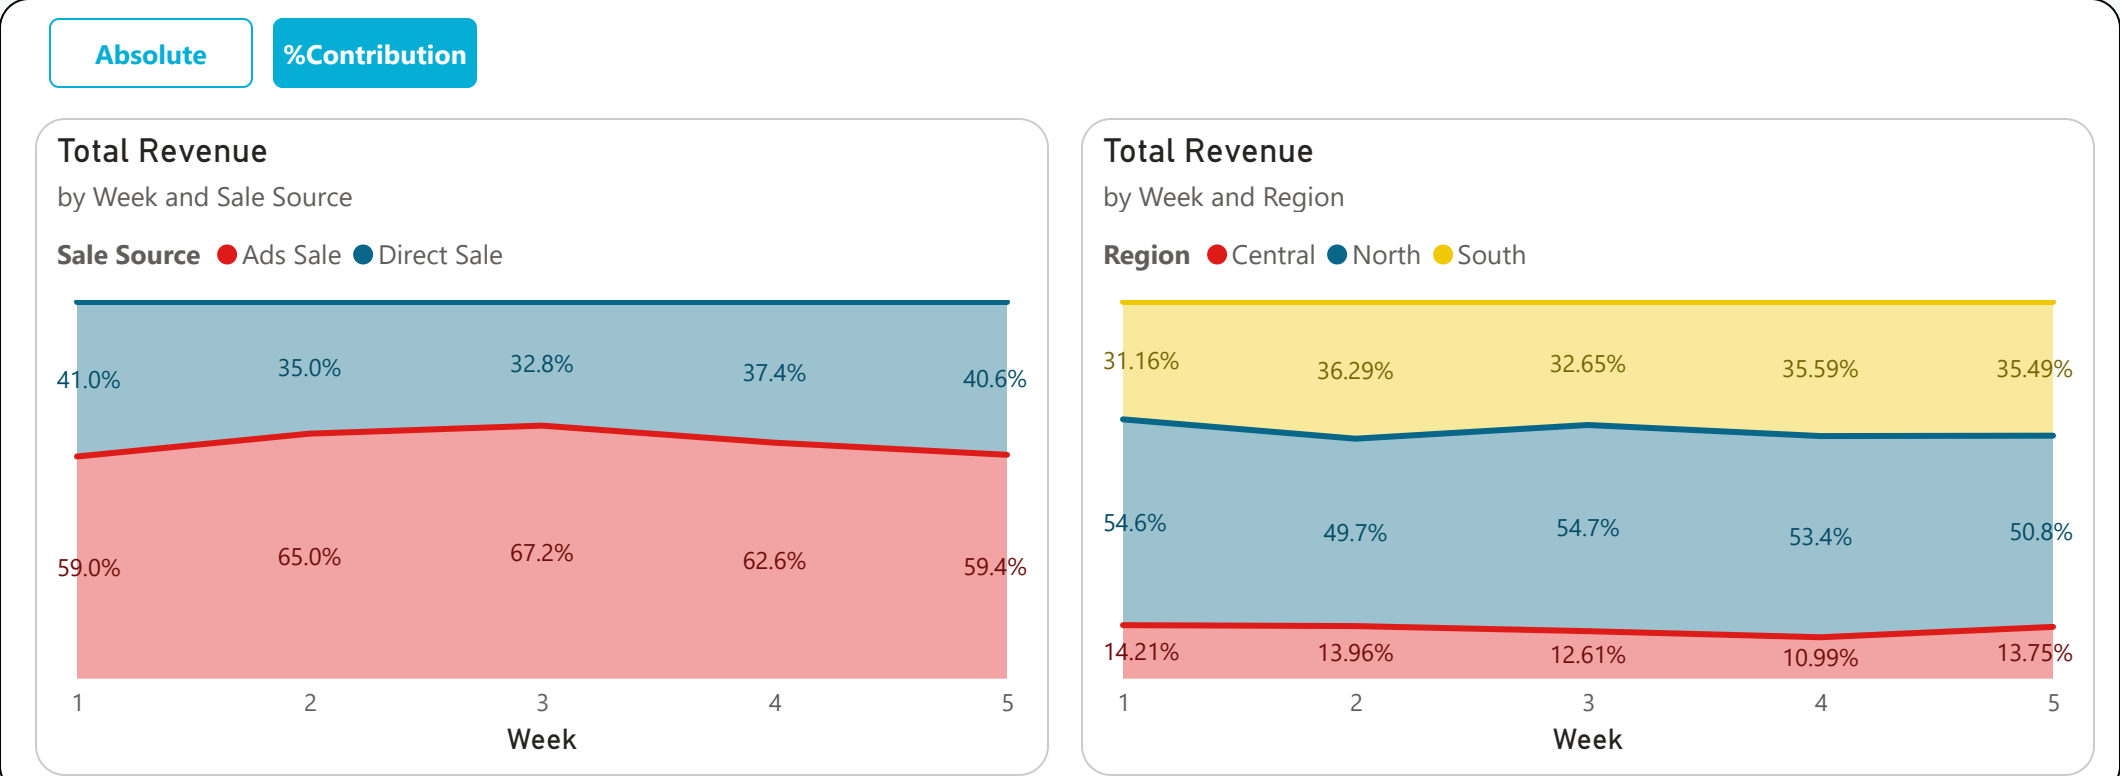 Absolute %Contribution
Total Revenue
by Week and Sale Source
Sale Source Ads Sale Direct Sale
41.0% 35.0% 32.8% 37.4% 40.6%
59.0% 65.0% 67.2% 62.6% 59.4%
1 2 3 4 5
Week
Total Revenue
by Week and Region
Region Central North South
31.16% 36.29% 32.65% 35.59% 35.49%
54.6% 49.7% 54.7% 53.4% 50.8%
14.21% 13.96% 12.61% 10.99% 13.75%
1 2 3 4 5
Week